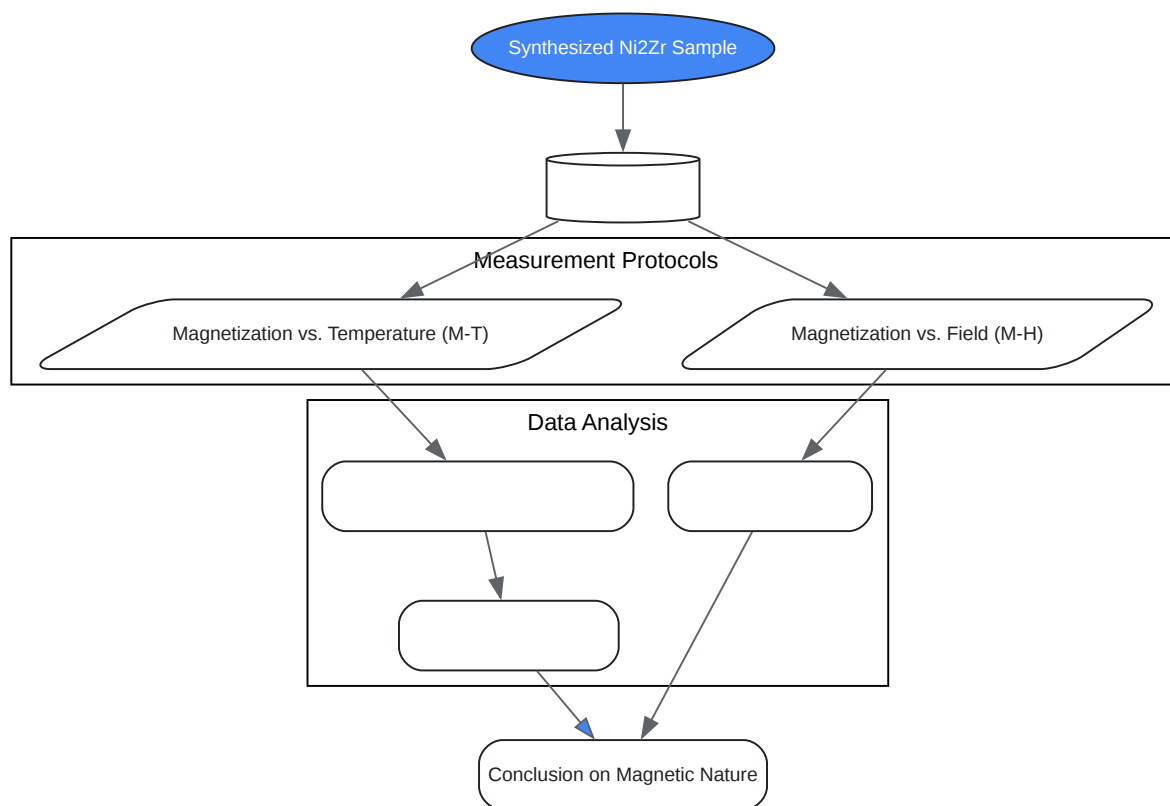 Synthesized Ni2Zr Sample
Measurement Protocols
Magnetization vs. Temperature (M-T)
Magnetization vs. Field (M-H)
Data Analysis
Conclusion on Magnetic Nature